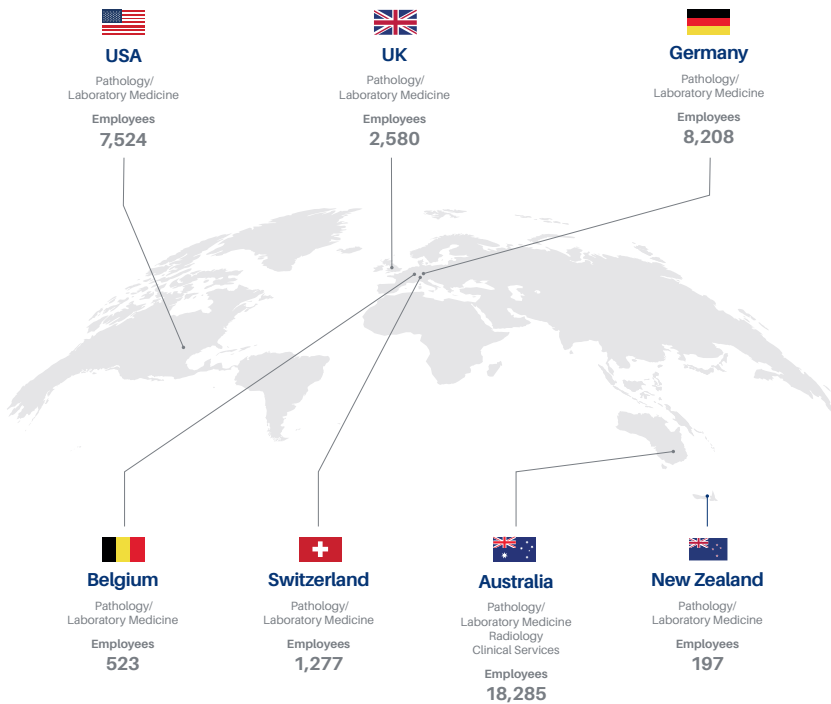 USA
Pathology/
Laboratory Medicine
Employees
7,524
UK
Pathology/
Laboratory Medicine
Employees
2,580
Germany
Pathology/
Laboratory Medicine
Employees
8,208
Belgium
Pathology/
Laboratory Medicine
Employees
523
Switzerland
Pathology/
Laboratory Medicine
Employees
1,277
Australia
Pathology/
Laboratory Medicine
Radiology
Clinical Services
Employees
18,285
New Zealand
Pathology/
Laboratory Medicine
Employees
197